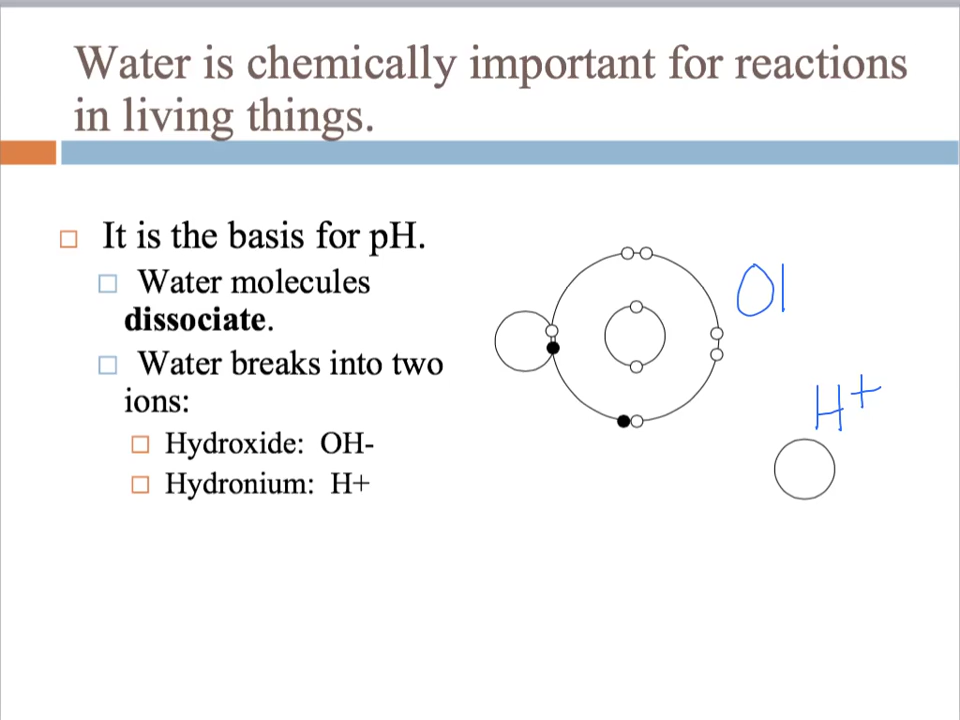 Water is chemically important for reactions
in living things.
It is the basis for pH.
Water molecules
dissociate.
Water breaks into two
ions:
Hydroxide: OH-
Hydronium: H+
Ol
H+